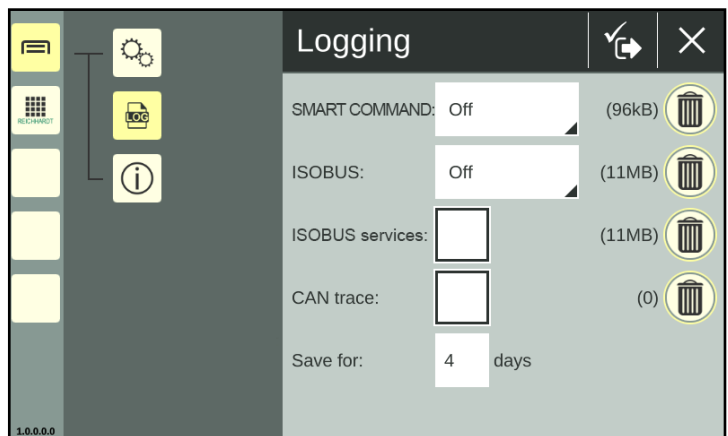 Logging
SMART COMMAND: Off (96kB)
REICHHARDT
LOG
ISOBUS: Off (11MB)
ISOBUS services: (11MB)
CAN trace: (0)
Save for: 4 days
1.0.0.0.0